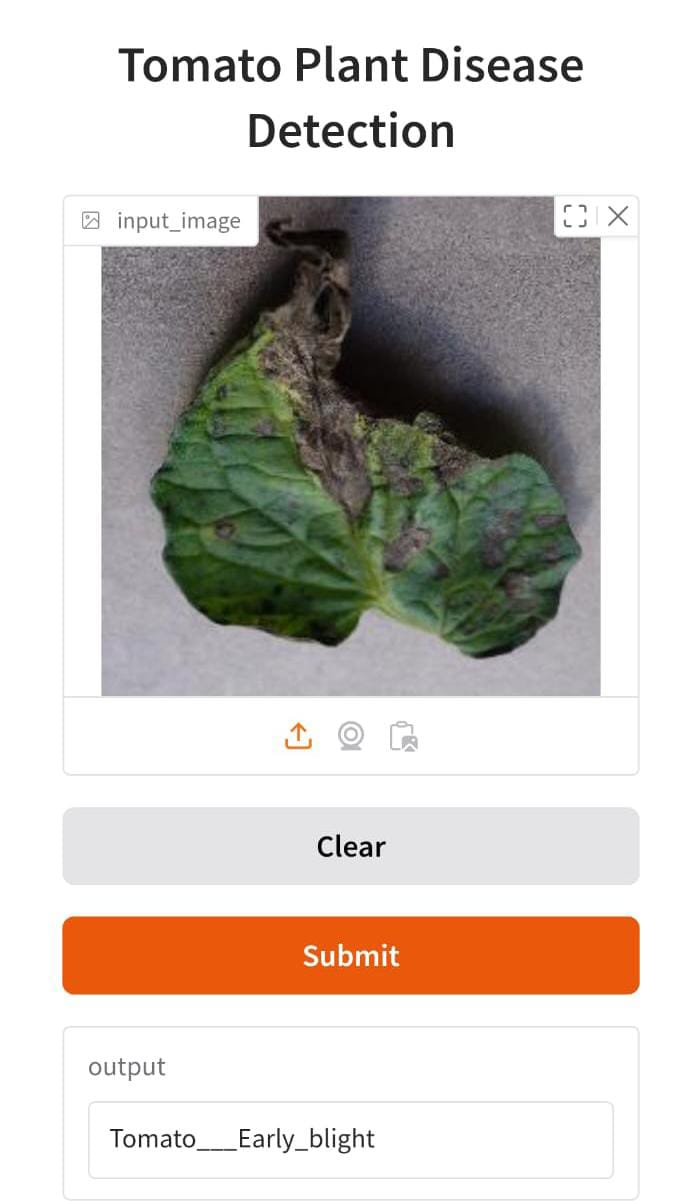 Tomato Plant Disease
Detection
input_image
Clear
Submit
output
Tomato___Early_blight